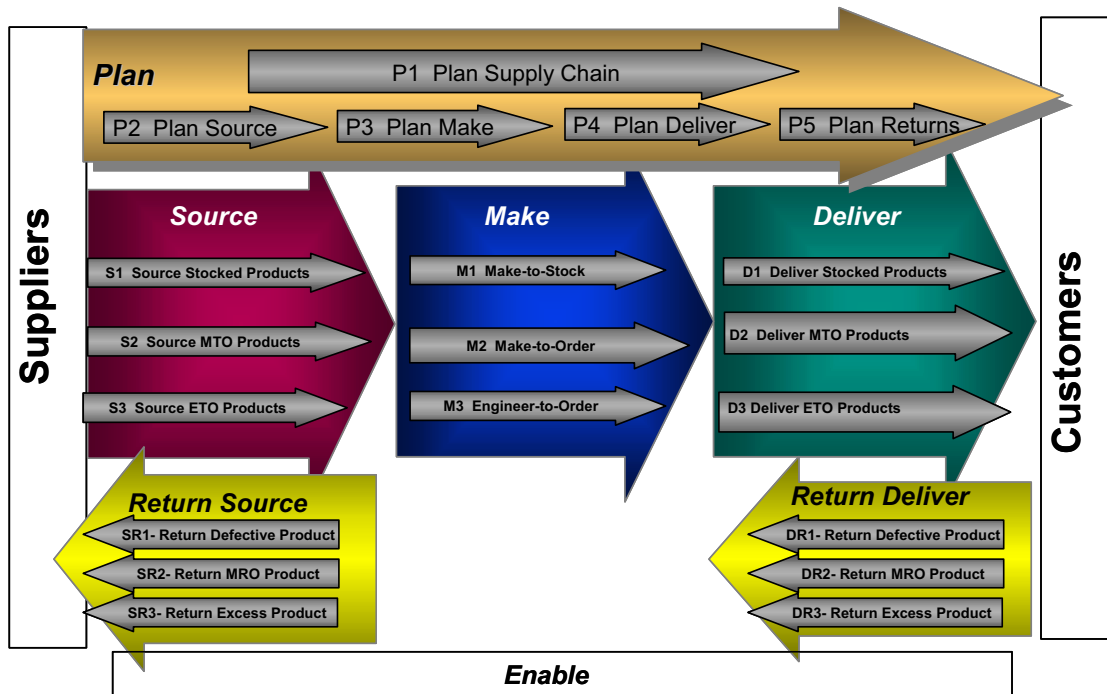 Suppliers
Plan
P1 Plan Supply Chain
P2 Plan Source
P3 Plan Make
P4 Plan Deliver
P5 Plan Returns
Source
S1 Source Stocked Products
S2 Source MTO Products
S3 Source ETO Products
Make
M1 Make-to-Stock
M2 Make-to-Order
M3 Engineer-to-Order
Deliver
D1 Deliver Stocked Products
D2 Deliver MTO Products
D3 Deliver ETO Products
Return Source
SR1- Return Defective Product
SR2- Return MRO Product
SR3- Return Excess Product
Return Deliver
DR1- Return Defective Product
DR2- Return MRO Product
DR3- Return Excess Product
Customers
Enable